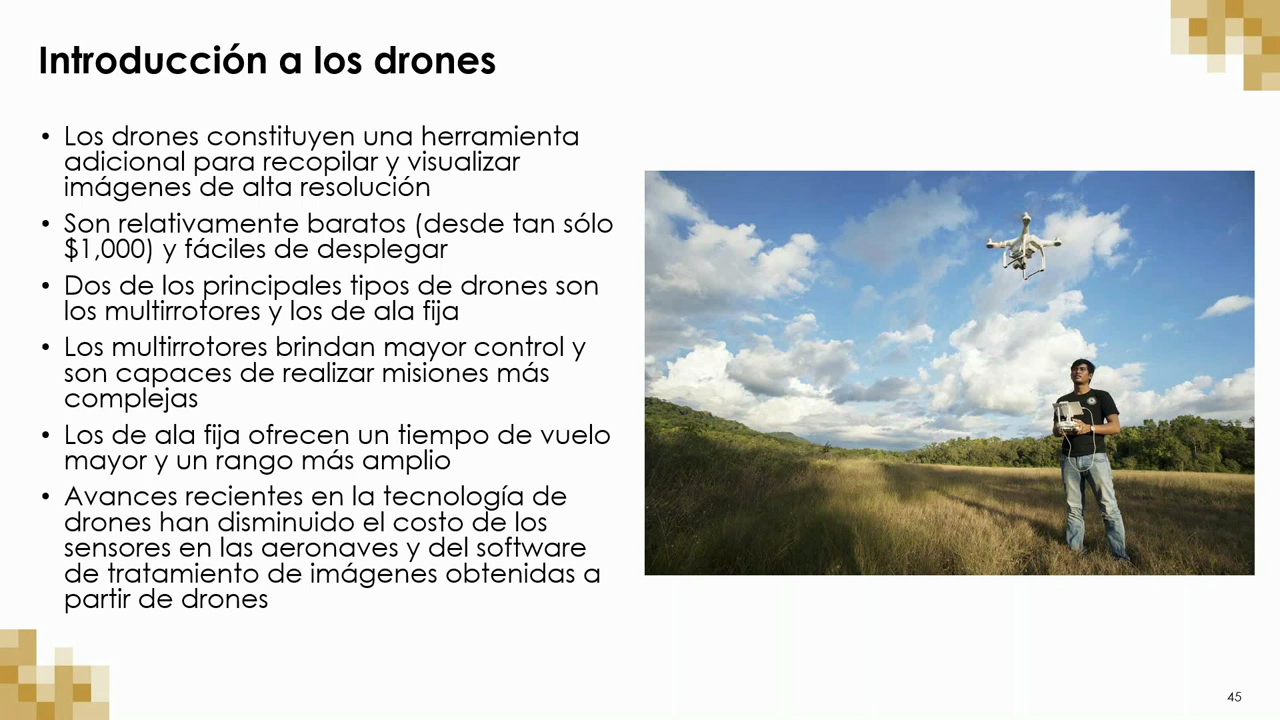 Introducción a los drones
• Los drones constituyen una herramienta
adicional para recopilar y visualizar
imágenes de alta resolución
• Son relativamente baratos (desde tan sólo
$1,000) y fáciles de desplegar
• Dos de los principales tipos de drones son
los multirrotores y los de ala fija
• Los multirrotores brindan mayor control y
son capaces de realizar misiones más
complejas
• Los de ala fija ofrecen un tiempo de vuelo
mayor y un rango más amplio
• Avances recientes en la tecnología de
drones han disminuido el costo de los
sensores en las aeronaves y del software
de tratamiento de imágenes obtenidas a
partir de drones
45